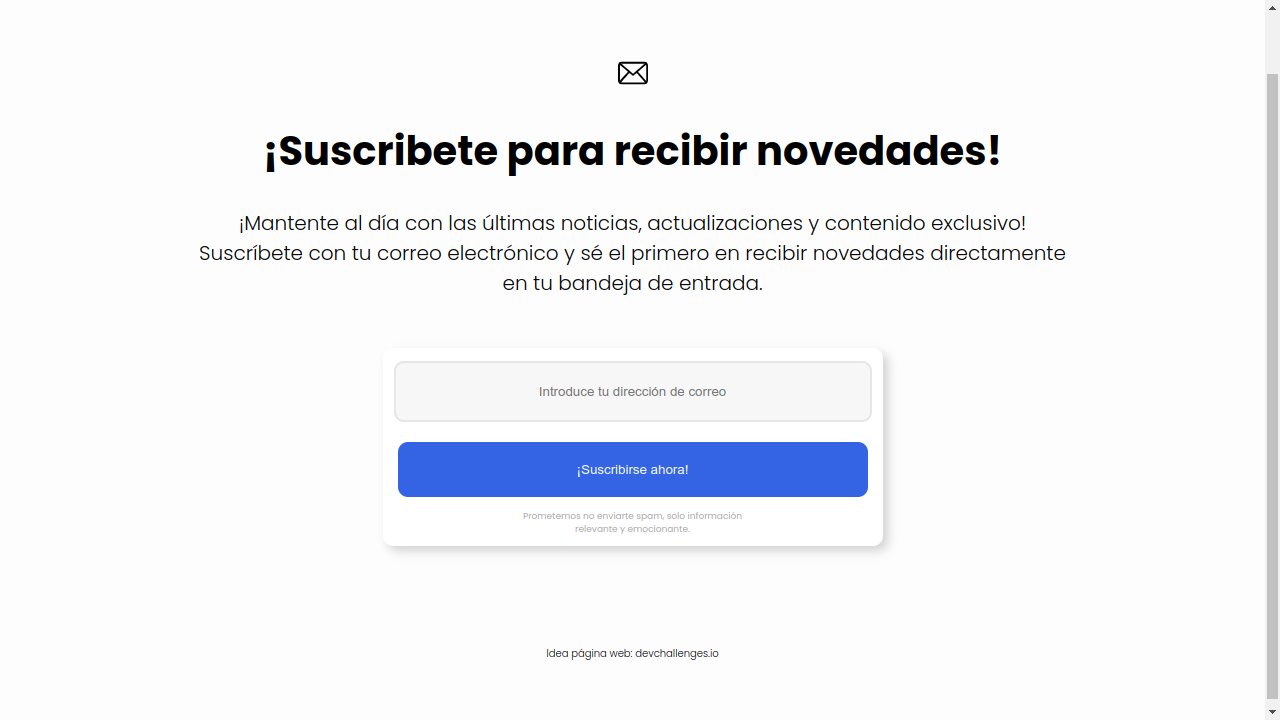 ¡Suscribete para recibir novedades!
¡Mantente al día con las últimas noticias, actualizaciones y contenido exclusivo!
Suscríbete con tu correo electrónico y sé el primero en recibir novedades directamente
en tu bandeja de entrada.
Introduce tu dirección de correo
¡Suscribirse ahora!
Prometemos no enviarte spam, solo información
relevante y emocionante.
Idea página web: devchallenges.io